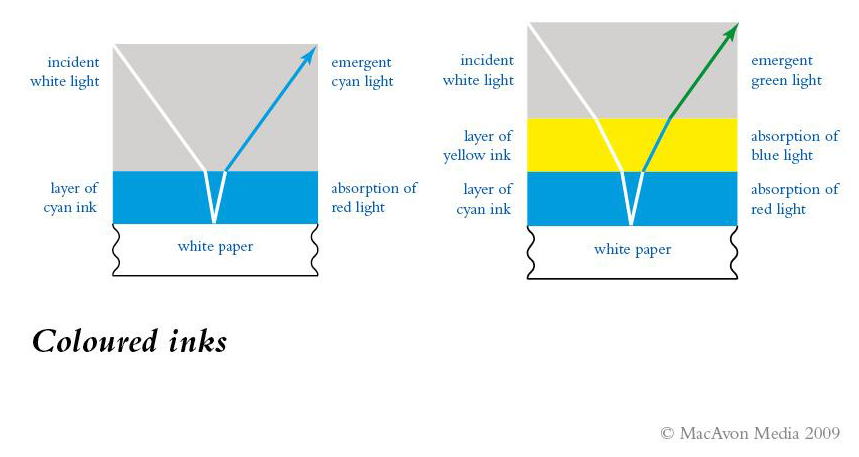 incident
white light
emergent
cyan light
layer of
cyan ink
absorption of
red light
white paper
incident
white light
emergent
green light
layer of
yellow ink
absorption of
blue light
layer of
cyan ink
absorption of
red light
white paper
Coloured inks
© MacAvon Media 2009